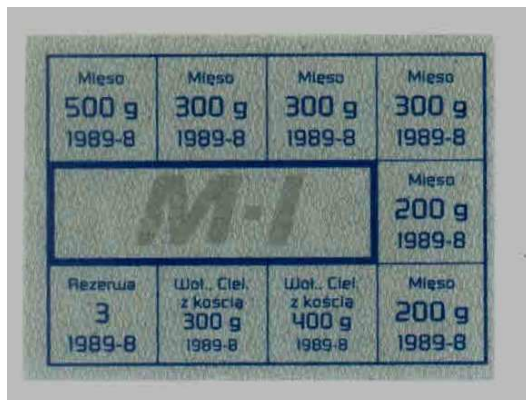 Mięso
500 g
1989-8
Mięso
300 g
1989-8
Mięso
300 g
1989-8
Mięso
300 g
1989-8
M-I
Mięso
200 g
1989-8
Rezerwa
3
1989-8
Woł., Ciel.
z kością
300 g
1989-8
Woł., Ciel.
z kością
400 g
1989-8
Mięso
200 g
1989-8